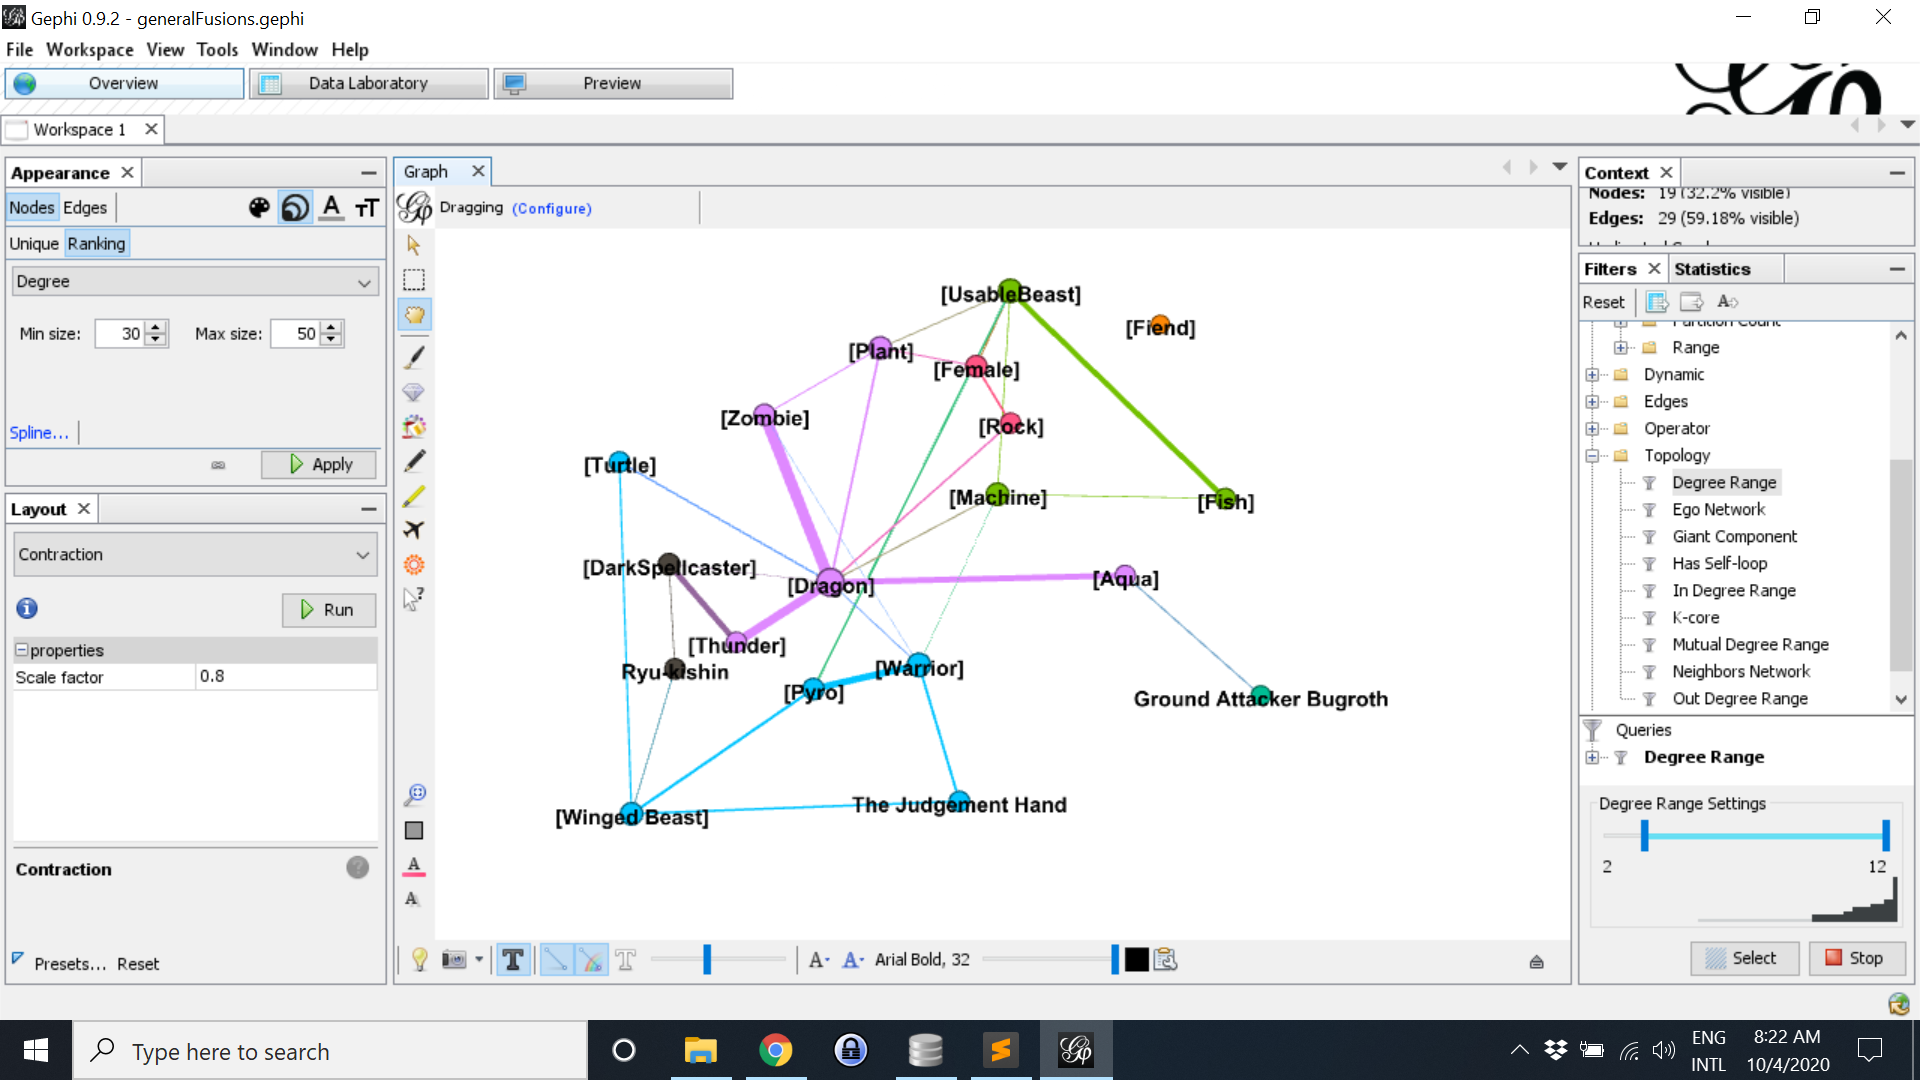 Gephi 0.9.2 - generalFusions.gephi
File Workspace View Tools Window Help
Overview
Data Laboratory
Preview
Workspace 1
Appearance
Nodes Edges
Unique Ranking
Degree
Min size: 30 Max size: 50
Spline...
Apply
Layout
Contraction
Run
properties
Scale factor 0.8
Contraction
Presets... Reset
Graph
Dragging (Configure)
[UsableBeast]
[Fiend]
[Plant]
[Female]
[Zombie]
[Rock]
[Turtle]
[Machine]
[Fish]
[DarkSpellcaster]
[Dragon]
[Aqua]
[Thunder]
Ryu-kishin
[Warrior]
[Pyro]
Ground Attacker Bugroth
[Winged Beast]
The Judgement Hand
Arial Bold, 32
Context
Nodes: 19 (32.2% visible)
Edges: 29 (59.18% visible)
Filters Statistics
Reset
Partition Count
Range
Dynamic
Edges
Operator
Topology
Degree Range
Ego Network
Giant Component
Has Self-loop
In Degree Range
K-core
Mutual Degree Range
Neighbors Network
Out Degree Range
Queries
Degree Range
Degree Range Settings
2 12
Select
Stop
Type here to search
ENG
INTL
8:22 AM
10/4/2020